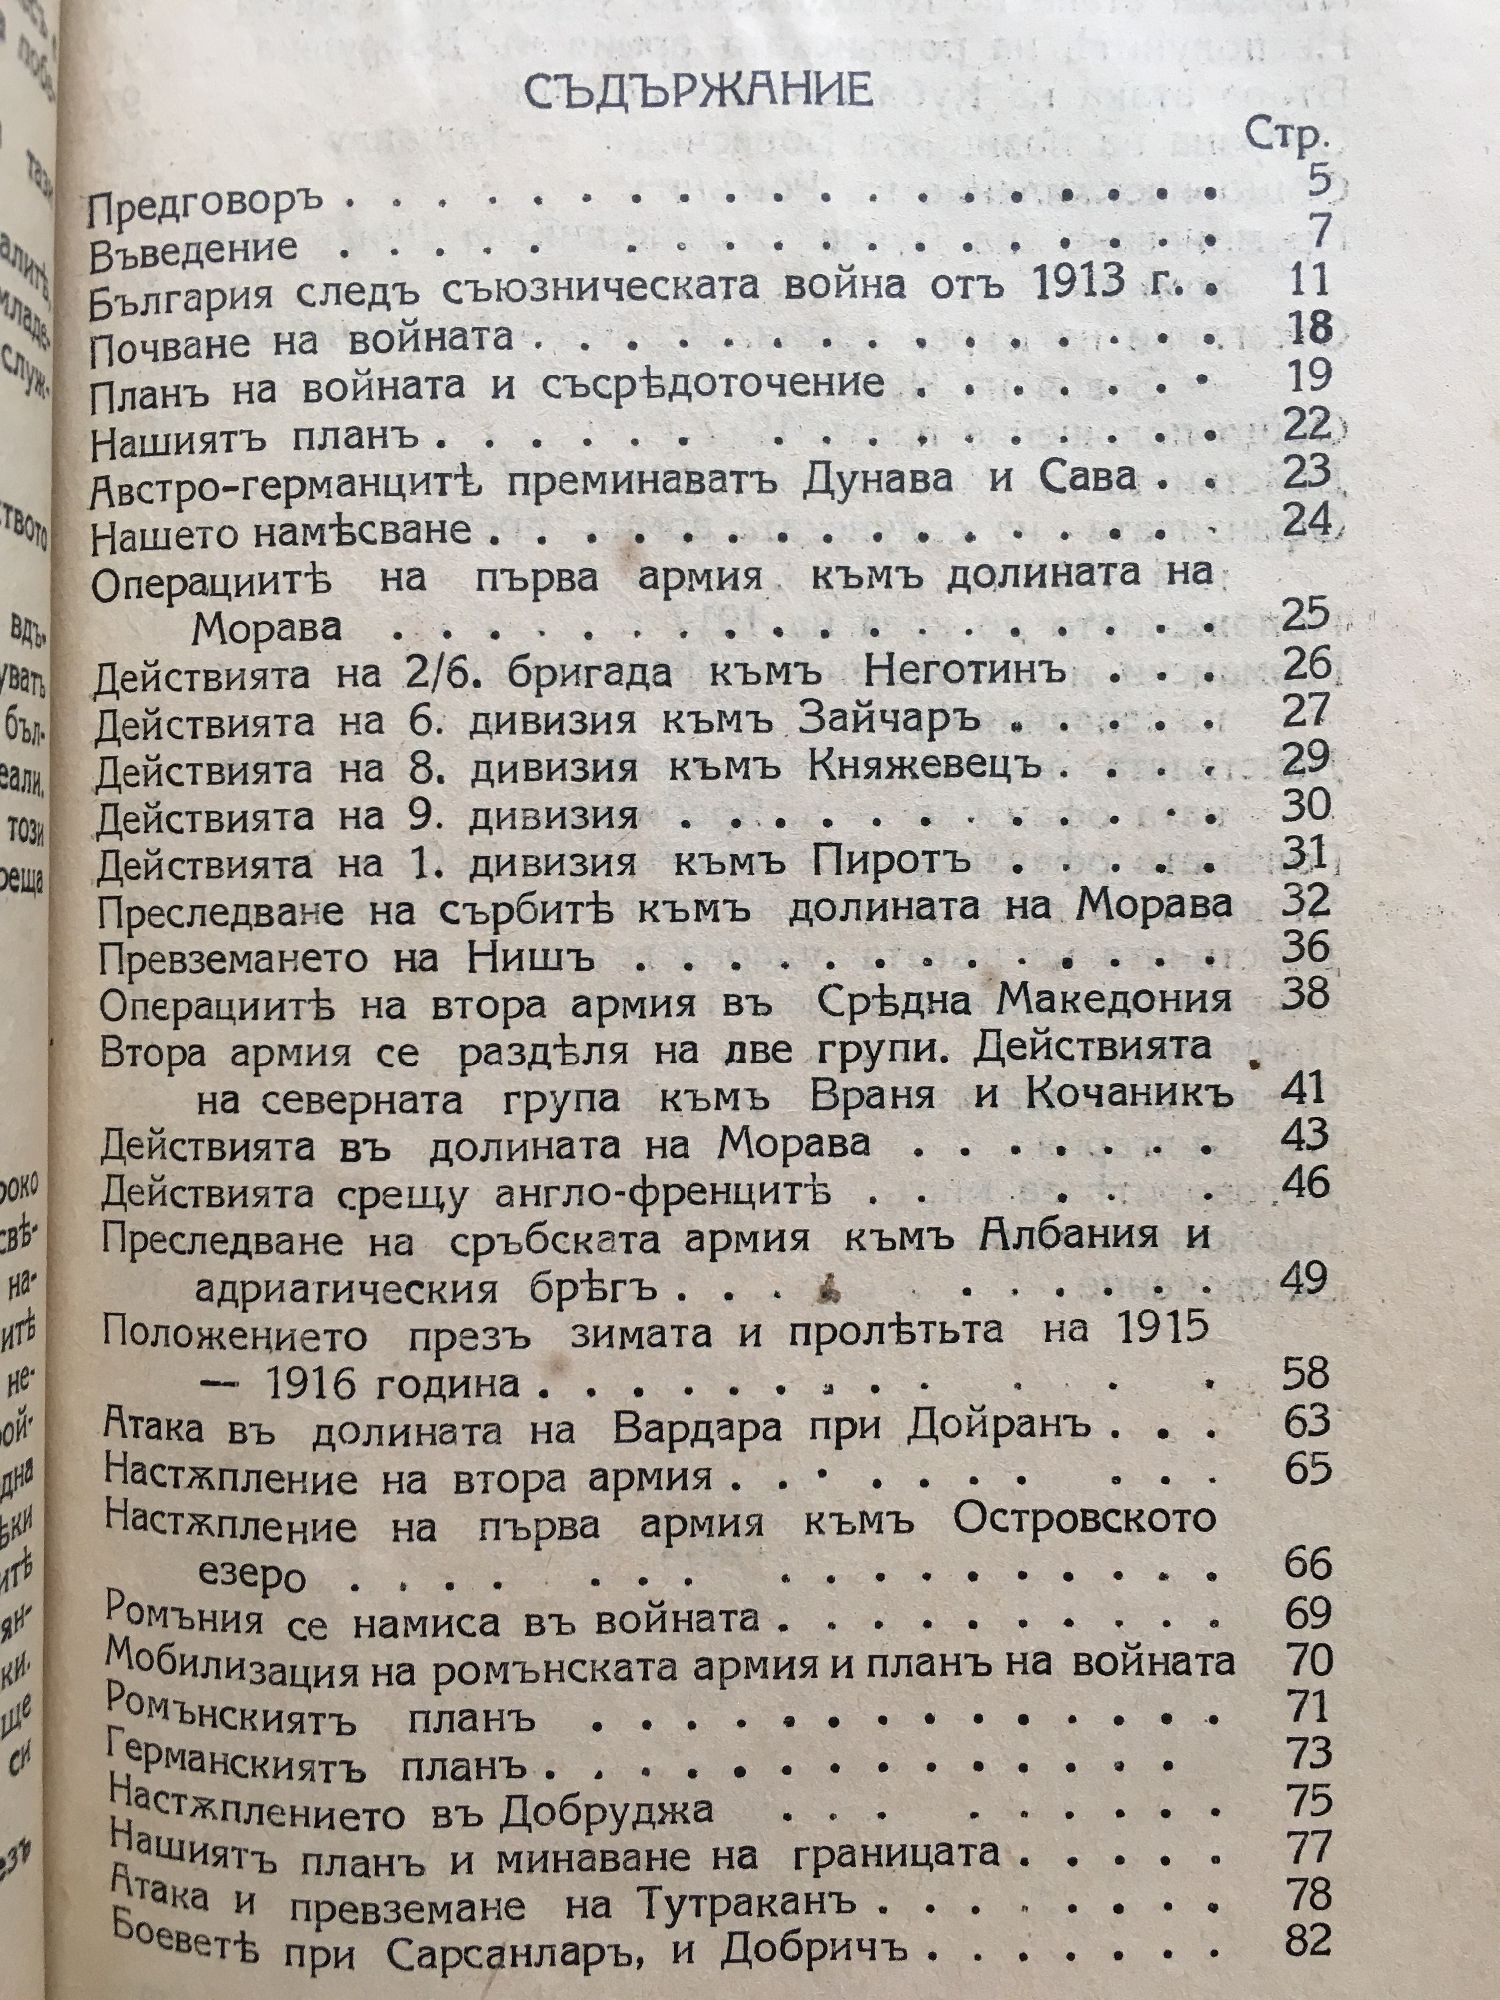 СЪДЪРЖАНИЕ
Стр.
Предговоръ . . . . . . . . . . . . . . . . . . . 5
Въведение . . . . . . . . . . . . . . . . . . 7
България следъ съюзническата война отъ 1913 г. . 11
Почване на войната . . . . . . . . . . . . . . . 18
Планъ на войната и съсрѣдоточение . . . . . . . 19
Нашиятъ планъ . . . . . . . . . . . . . . . . 22
Австро-германцитѣ преминаватъ Дунава и Сава . . 23
Нашето намѣсване . . . . . . . . . . . . . . . . 24
Операциитѣ на първа армия към​ъ долината на
Морава . . . . . . . . . . . . . . . . . . 25
Действията на 2/6. бригада къмъ Неготинъ . . . 26
Действията на 6. дивизия къмъ Зайчаръ . . . . . 27
Действията на 8. дивизия къмъ Княжевецъ . . . . 29
Действията на 9. дивизия . . . . . . . . . . . . 30
Действията на 1. дивизия къмъ Пиротъ . . . . . 31
Преследване на сърбитѣ къмъ долината на Морава 32
Превземането на Нишъ . . . . . . . . . . . . . 36
Операциитѣ на втора армия въ Срѣдна Македония 38
Втора армия се раздѣля на две групи. Действията
на северната група къмъ Враня и Кочаникъ 41
Действията въ долината на Морава . . . . . . . 43
Действията срещу англо-френцитѣ . . . . . . . 46
Преследване на сръбската армия къмъ Албания и
адриатическия брѣгъ . . . . . . . . . . . 49
Положението презъ зимата и пролѣтьта на 1915
— 1916 година . . . . . . . . . . . . . 58
Атака въ долината на Вардара при Дойранъ . . . 63
Настѫпление на втора армия . . . . . . . . . . 65
Настѫпление на първа армия къмъ Островското
езеро . . . . . . . . . . . . . . . . . 66
Ромъния се намиса въ войната . . . . . . . . . . 69
Мобилизация на ромънската армия и планъ на войната 70
Ромънскиятъ планъ . . . . . . . . . . . . . . 71
Германскиятъ планъ . . . . . . . . . . . . . . 73
Настѫплението въ Добруджа . . . . . . . . . 75
Нашиятъ планъ и минаване на границата . . . . . 77
Атака и превземане на Тутраканъ . . . . . . . . 78
Боеветѣ при Сарсанларъ, и Добричъ . . . . . . . 82